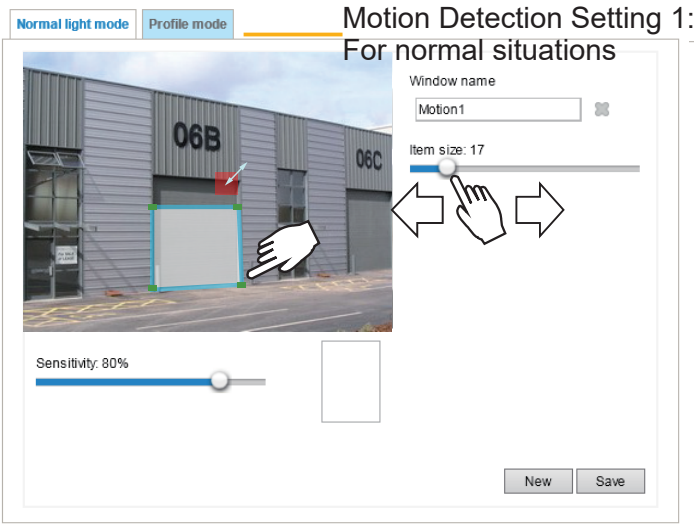 Normal light mode
Profile mode
Motion Detection Setting 1:
For normal situations
Window name
Motion1
Item size: 17
06B
06C
Sensitivity: 80%
New
Save